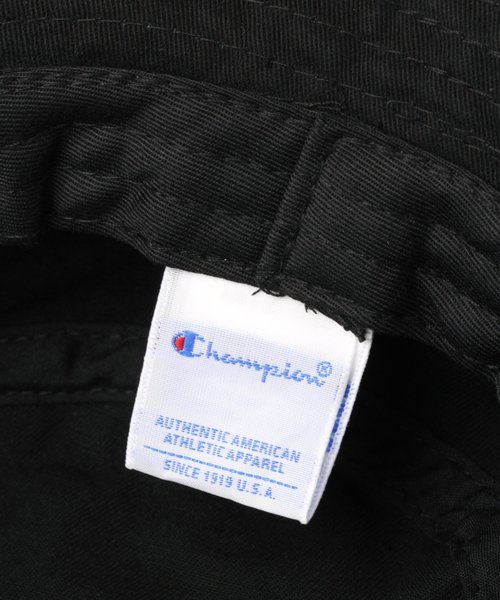 Champion®
AUTHENTIC AMERICAN
ATHLETIC APPAREL
SINCE 1919 U.S.A.